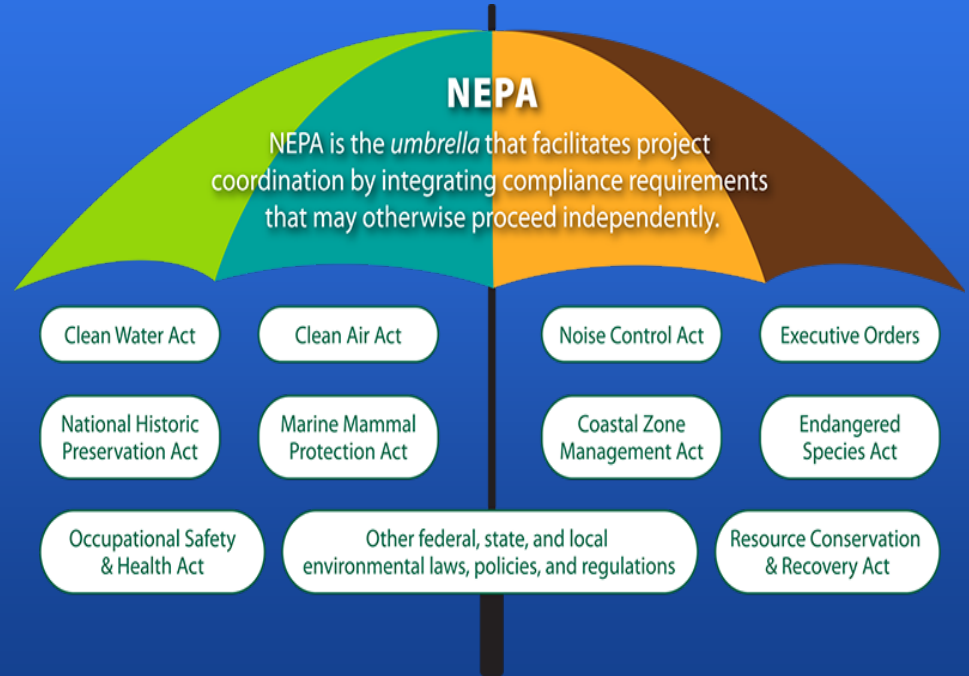 NEPA
NEPA is the umbrella that facilitates project
coordination by integrating compliance requirements
that may otherwise proceed independently.
Clean Water Act
Clean Air Act
Noise Control Act
Executive Orders
National Historic
Preservation Act
Marine Mammal
Protection Act
Coastal Zone
Management Act
Endangered
Species Act
Occupational Safety
& Health Act
Other federal, state, and local
environmental laws, policies, and regulations
Resource Conservation
& Recovery Act